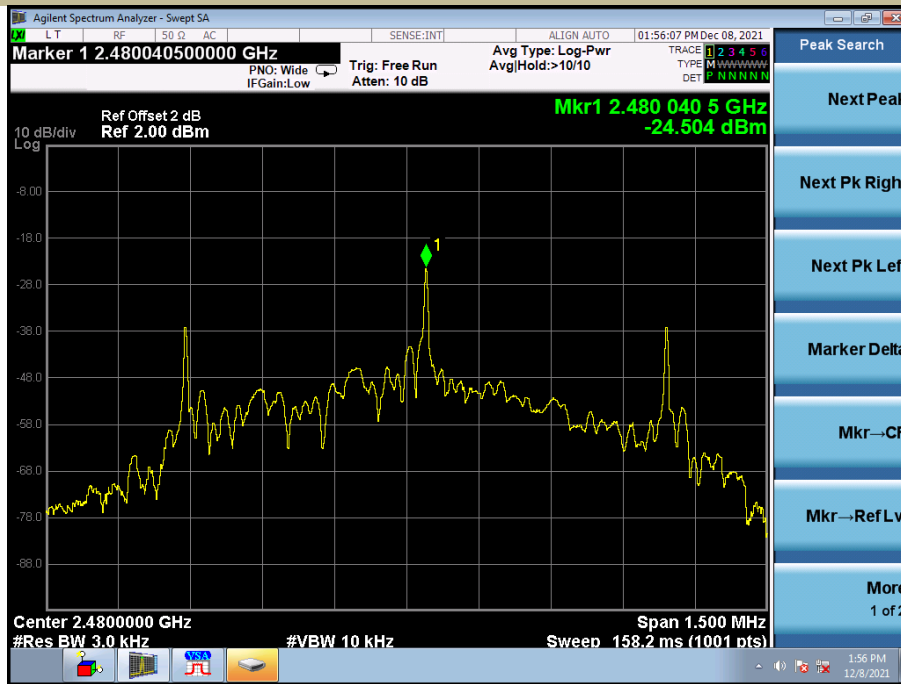 Agilent Spectrum Analyzer - Swept SA
LXI L T RF 50 Ω AC SENSE:INT ALIGN AUTO 01:56:07 PM Dec 08, 2021
Marker 1 2.480040500000 GHz
PNO: Wide
IFGain:Low
Trig: Free Run
Atten: 10 dB
Avg Type: Log-Pwr
Avg|Hold:>10/10
TRACE 1 2 3 4 5 6
TYPE M WWWWW
DET P N N N N N
Peak Search
Mkr1 2.480 040 5 GHz
-24.504 dBm
Ref Offset 2 dB
10 dB/div Ref 2.00 dBm
Log
-8.00
-18.0
-28.0
-38.0
-48.0
-58.0
-68.0
-78.0
-88.0
1
Next Peak
Next Pk Righ
Next Pk Lef
Marker Delta
Mkr→CF
Mkr→Ref Lv
More
1 of 2
Center 2.4800000 GHz Span 1.500 MHz
#Res BW 3.0 kHz #VBW 10 kHz Sweep 158.2 ms (1001 pts)
VSA
1:56 PM
12/8/2021